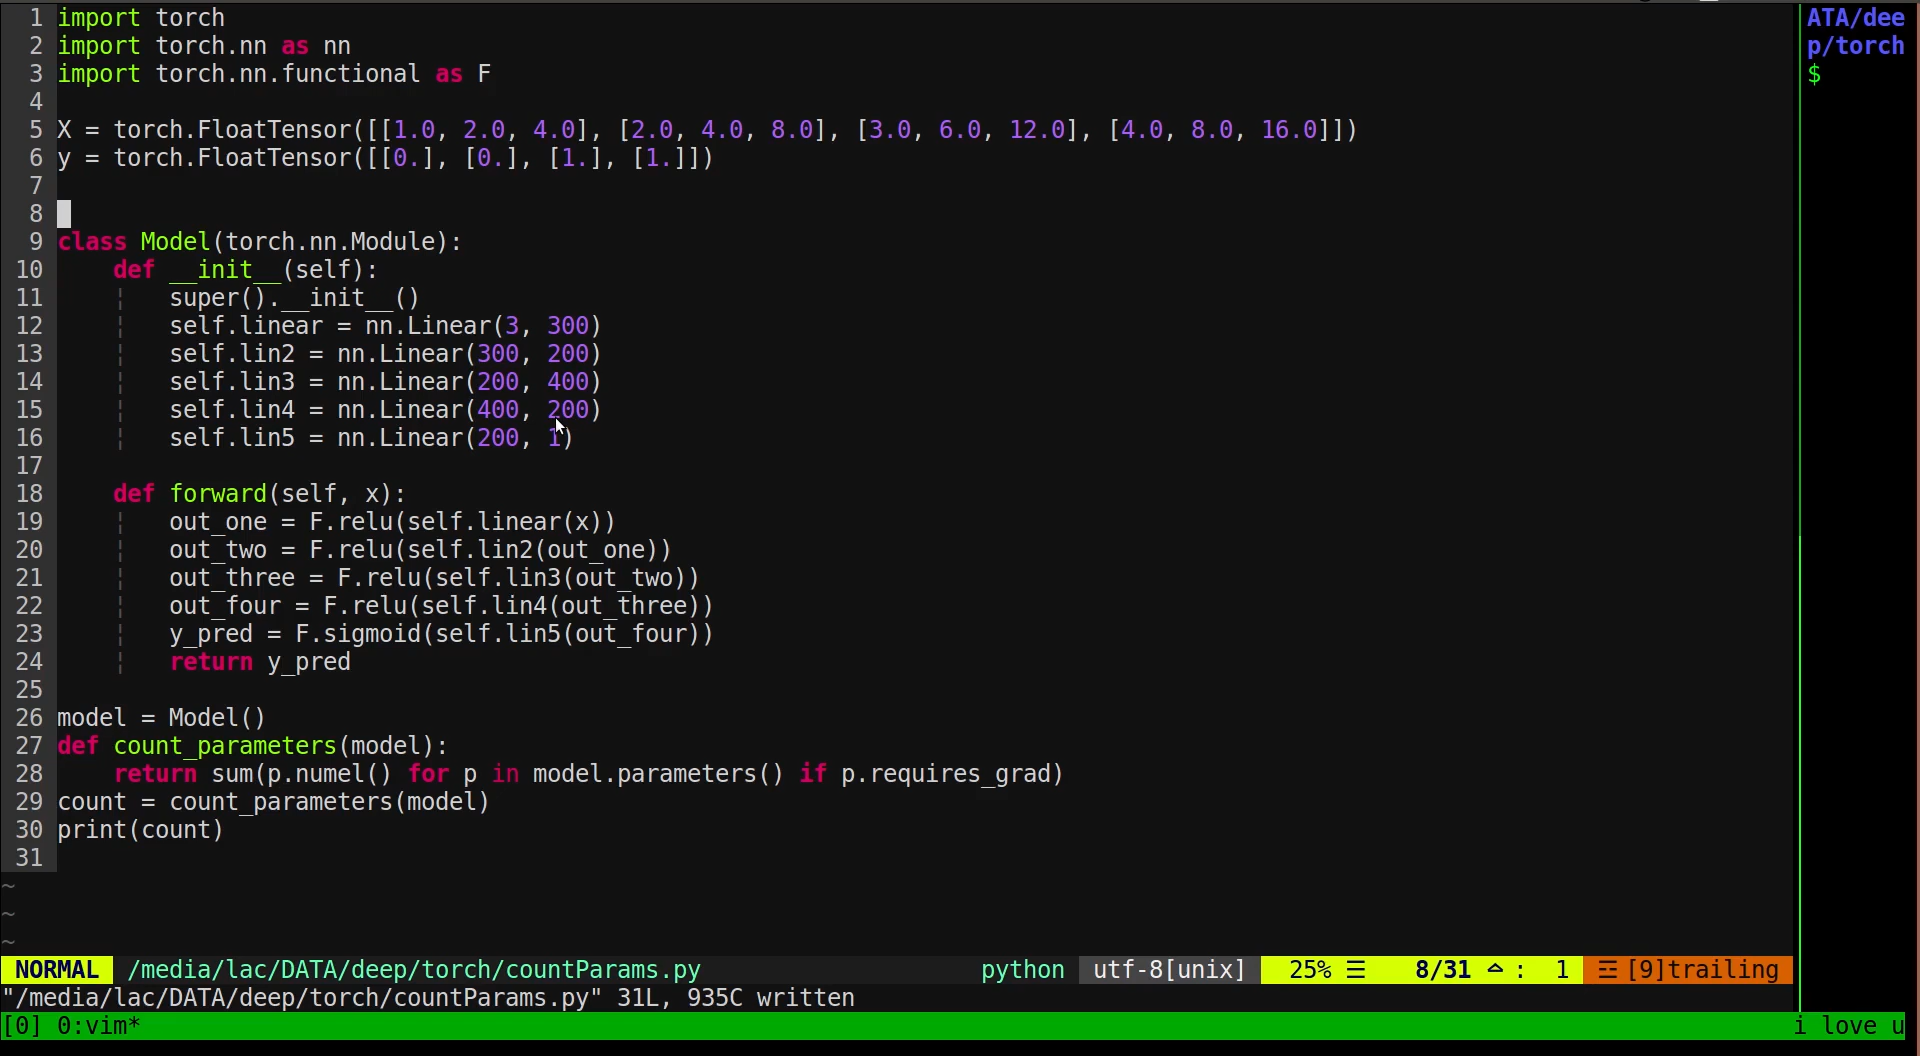 1 import torch
2 import torch.nn as nn
3 import torch.nn.functional as F
4
5 X = torch.FloatTensor([[1.0, 2.0, 4.0], [2.0, 4.0, 8.0], [3.0, 6.0, 12.0], [4.0, 8.0, 16.0]])
6 y = torch.FloatTensor([[0.], [0.], [1.], [1.]])
7
8
9 class Model(torch.nn.Module):
10     def __init__(self):
11     ¦   super().__init__()
12     ¦   self.linear = nn.Linear(3, 300)
13     ¦   self.lin2 = nn.Linear(300, 200)
14     ¦   self.lin3 = nn.Linear(200, 400)
15     ¦   self.lin4 = nn.Linear(400, 200)
16     ¦   self.lin5 = nn.Linear(200, 1)
17
18     def forward(self, x):
19     ¦   out_one = F.relu(self.linear(x))
20     ¦   out_two = F.relu(self.lin2(out_one))
21     ¦   out_three = F.relu(self.lin3(out_two))
22     ¦   out_four = F.relu(self.lin4(out_three))
23     ¦   y_pred = F.sigmoid(self.lin5(out_four))
24     ¦   return y_pred
25
26 model = Model()
27 def count_parameters(model):
28     return sum(p.numel() for p in model.parameters() if p.requires_grad)
29 count = count_parameters(model)
30 print(count)
31
~
~
~
NORMAL /media/lac/DATA/deep/torch/countParams.py python utf-8[unix] 25% ☰ 8/31 : 1 ☲ [9]trailing
"/media/lac/DATA/deep/torch/countParams.py" 31L, 935C written
[0] 0:vim* i love u
ATA/dee
p/torch
$